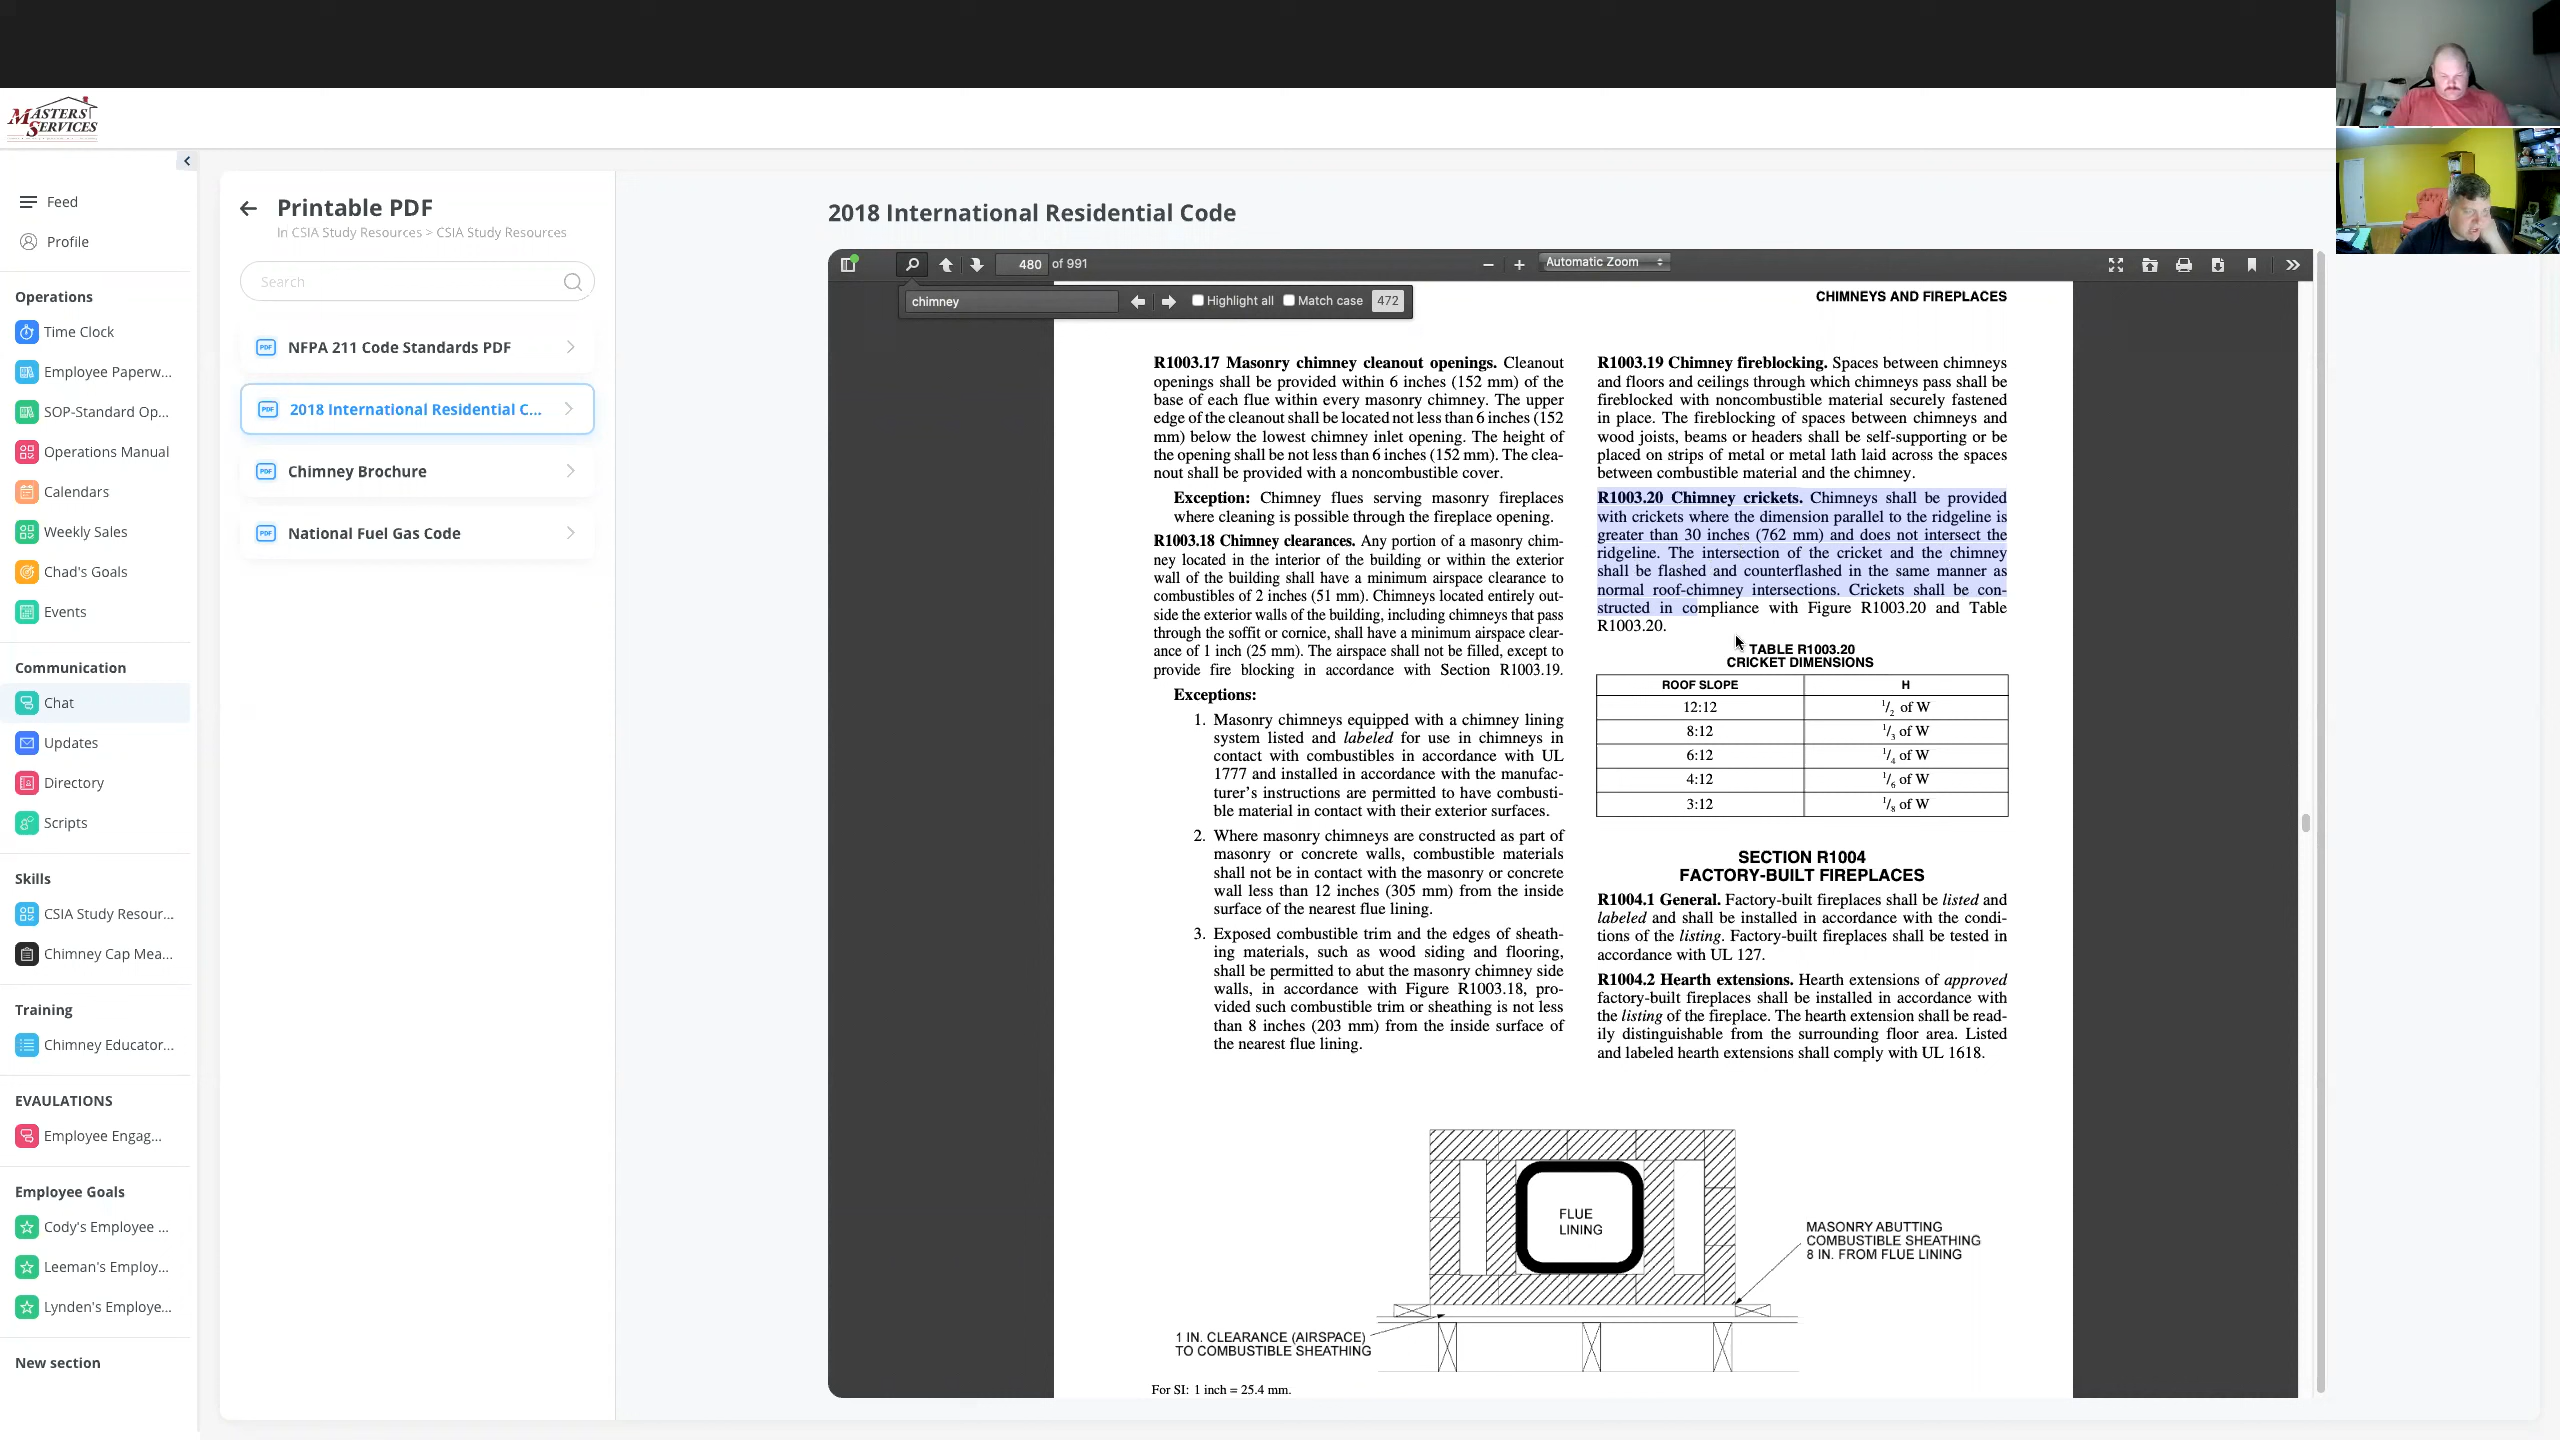 MASTERS
SERVICES
Feed
Profile
Operations
Time Clock
Employee Paperw...
SOP-Standard Op...
Operations Manual
Calendars
Weekly Sales
Chad's Goals
Events
Communication
Chat
Updates
Directory
Scripts
Skills
CSIA Study Resour...
Chimney Cap Mea...
Training
Chimney Educator...
EVAULATIONS
Employee Engag...
Employee Goals
Cody's Employee ...
Leeman's Employ...
Lynden's Employe...
New section
Printable PDF
In CSIA Study Resources > CSIA Study Resources
Search
PDF NFPA 211 Code Standards PDF
PDF 2018 International Residential C...
PDF Chimney Brochure
PDF National Fuel Gas Code
2018 International Residential Code
480 of 991
Automatic Zoom
chimney
Highlight all Match case 472
CHIMNEYS AND FIREPLACES
R1003.17 Masonry chimney cleanout openings. Cleanout
openings shall be provided within 6 inches (152 mm) of the
base of each flue within every masonry chimney. The upper
edge of the cleanout shall be located not less than 6 inches (152
mm) below the lowest chimney inlet opening. The height of
the opening shall be not less than 6 inches (152 mm). The clea-
nout shall be provided with a noncombustible cover.
Exception: Chimney flues serving masonry fireplaces
where cleaning is possible through the fireplace opening.
R1003.18 Chimney clearances. Any portion of a masonry chim-
ney located in the interior of the building or within the exterior
wall of the building shall have a minimum airspace clearance to
combustibles of 2 inches (51 mm). Chimneys located entirely out-
side the exterior walls of the building, including chimneys that pass
through the soffit or cornice, shall have a minimum airspace clear-
ance of 1 inch (25 mm). The airspace shall not be filled, except to
provide fire blocking in accordance with Section R1003.19.
Exceptions:
1. Masonry chimneys equipped with a chimney lining
system listed and labeled for use in chimneys in
contact with combustibles in accordance with UL
1777 and installed in accordance with the manufac-
turer's instructions are permitted to have combusti-
ble material in contact with their exterior surfaces.
2. Where masonry chimneys are constructed as part of
masonry or concrete walls, combustible materials
shall not be in contact with the masonry or concrete
wall less than 12 inches (305 mm) from the inside
surface of the nearest flue lining.
3. Exposed combustible trim and the edges of sheath-
ing materials, such as wood siding and flooring,
shall be permitted to abut the masonry chimney side
walls, in accordance with Figure R1003.18, pro-
vided such combustible trim or sheathing is not less
than 8 inches (203 mm) from the inside surface of
the nearest flue lining.
R1003.19 Chimney fireblocking. Spaces between chimneys
and floors and ceilings through which chimneys pass shall be
fireblocked with noncombustible material securely fastened
in place. The fireblocking of spaces between chimneys and
wood joists, beams or headers shall be self-supporting or be
placed on strips of metal or metal lath laid across the spaces
between combustible material and the chimney.
R1003.20 Chimney crickets. Chimneys shall be provided
with crickets where the dimension parallel to the ridgeline is
greater than 30 inches (762 mm) and does not intersect the
ridgeline. The intersection of the cricket and the chimney
shall be flashed and counterflashed in the same manner as
normal roof-chimney intersections. Crickets shall be con-
structed in compliance with Figure R1003.20 and Table
R1003.20.
TABLE R1003.20
CRICKET DIMENSIONS
ROOF SLOPE H
12:12 1/2 of W
8:12 1/3 of W
6:12 1/4 of W
4:12 1/6 of W
3:12 1/8 of W
SECTION R1004
FACTORY-BUILT FIREPLACES
R1004.1 General. Factory-built fireplaces shall be listed and
labeled and shall be installed in accordance with the condi-
tions of the listing. Factory-built fireplaces shall be tested in
accordance with UL 127.
R1004.2 Hearth extensions. Hearth extensions of approved
factory-built fireplaces shall be installed in accordance with
the listing of the fireplace. The hearth extension shall be read-
ily distinguishable from the surrounding floor area. Listed
and labeled hearth extensions shall comply with UL 1618.
FLUE
LINING
MASONRY ABUTTING
COMBUSTIBLE SHEATHING
8 IN. FROM FLUE LINING
1 IN. CLEARANCE (AIRSPACE)
TO COMBUSTIBLE SHEATHING
For SI: 1 inch = 25.4 mm.